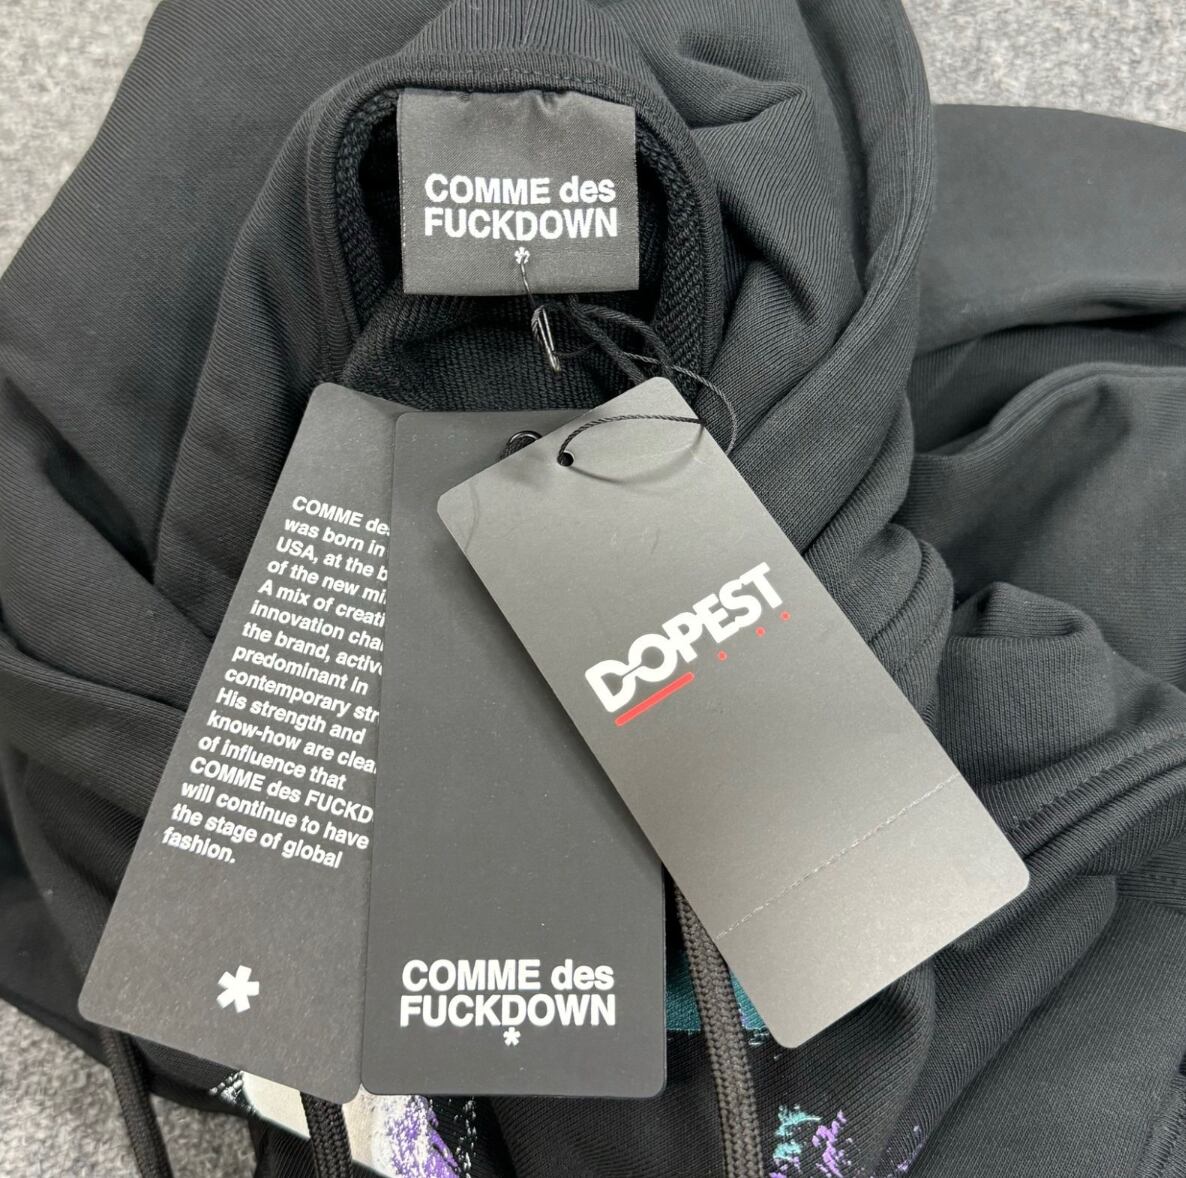 COMME des
FUCKDOWN
*
COMME de
was born in
USA, at the b
of the new mi
A mix of creati
innovation cha
the brand, activ
predominant in
contemporary str
His strength and
know-how are clea
of influence that
COMME des FUCKD
will continue to have
the stage of global
fashion.
*
COMME des
FUCKDOWN
*
DOPEST